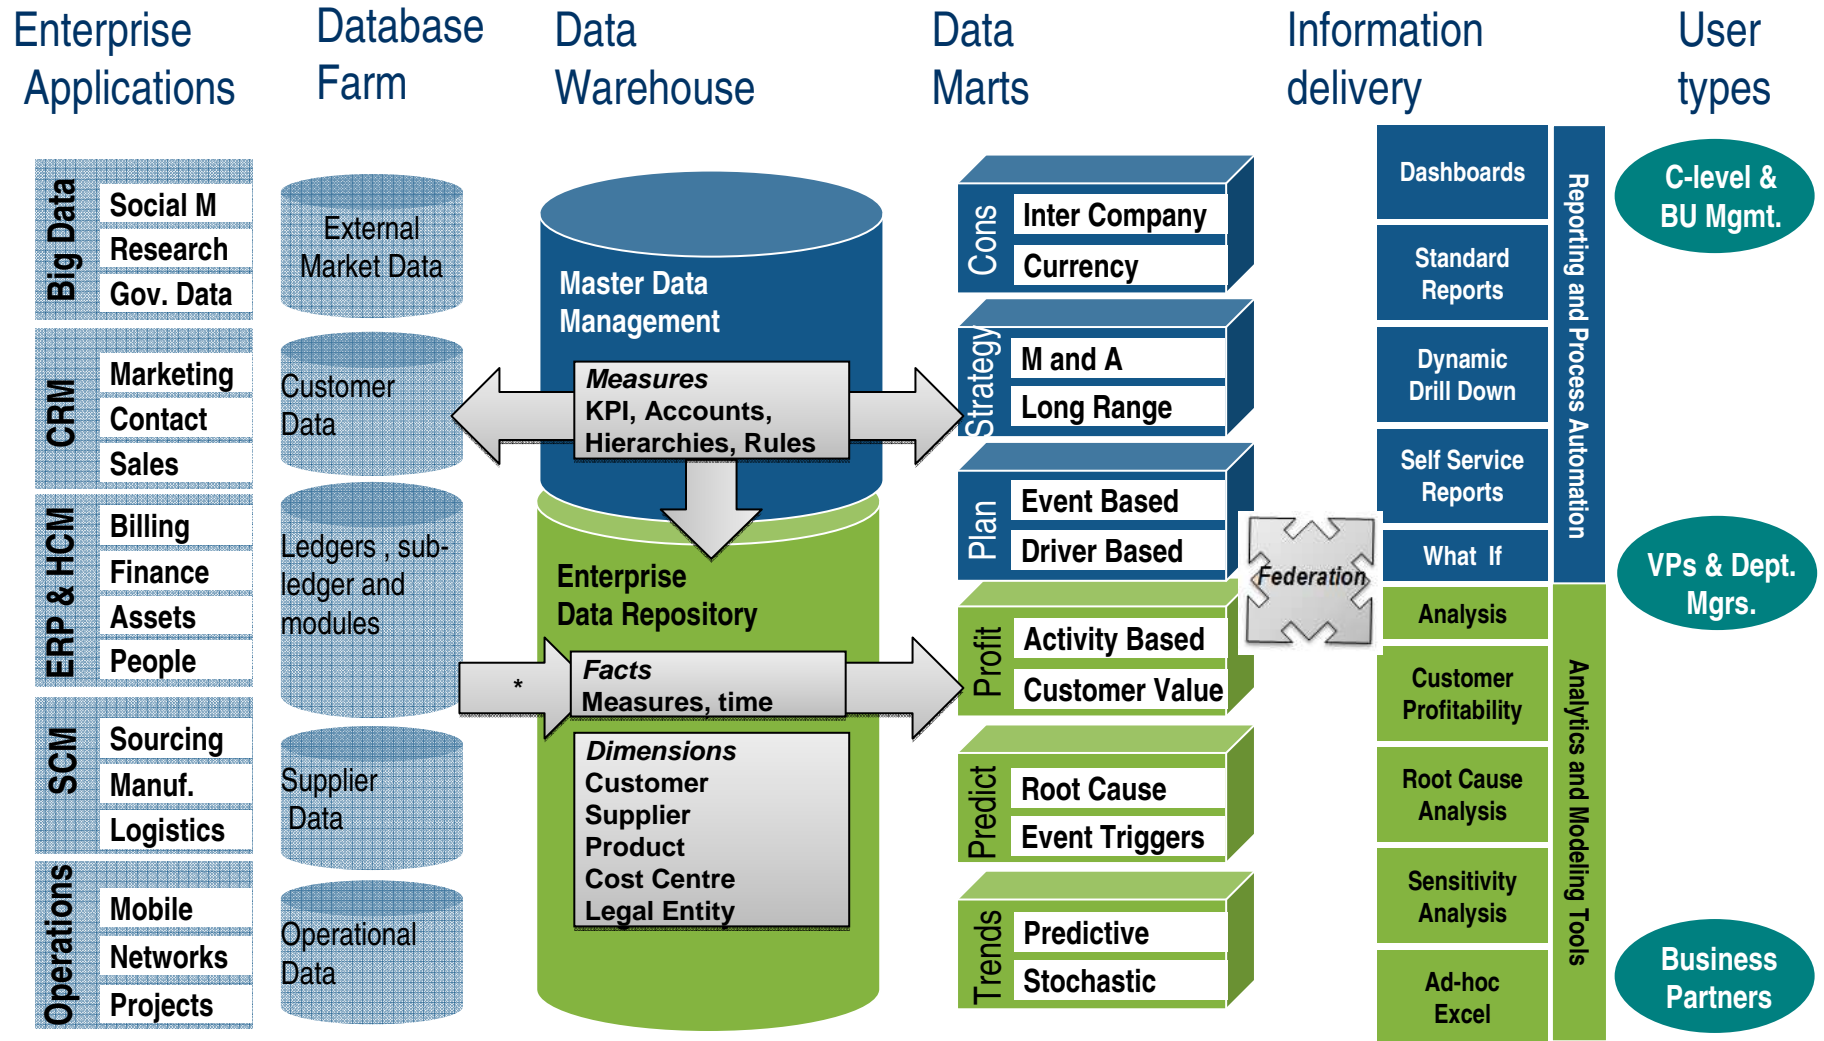 Enterprise
Applications
Database
Farm
Data
Warehouse
Data
Marts
Information
delivery
User
types
Big Data
Social M
Research
Gov. Data
CRM
Marketing
Contact
Sales
ERP & HCM
Billing
Finance
Assets
People
SCM
Sourcing
Manuf.
Logistics
Operations
Mobile
Networks
Projects
External
Market Data
Customer
Data
Ledgers , sub-
ledger and
modules
Supplier
Data
Operational
Data
Master Data
Management
Measures
KPI, Accounts,
Hierarchies, Rules
Enterprise
Data Repository
*
Facts
Measures, time
Dimensions
Customer
Supplier
Product
Cost Centre
Legal Entity
Cons
Inter Company
Currency
Strategy
M and A
Long Range
Plan
Event Based
Driver Based
Profit
Activity Based
Customer Value
Predict
Root Cause
Event Triggers
Trends
Predictive
Stochastic
Federation
Dashboards
Standard
Reports
Dynamic
Drill Down
Self Service
Reports
What If
Analysis
Customer
Profitability
Root Cause
Analysis
Sensitivity
Analysis
Ad-hoc
Excel
Reporting and Process Automation
Analytics and Modeling Tools
C-level &
BU Mgmt.
VPs & Dept.
Mgrs.
Business
Partners